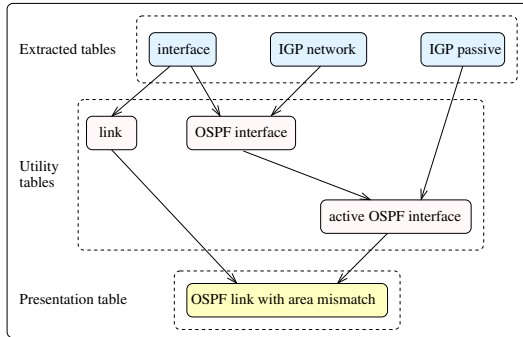 Extracted tables
interface
IGP network
IGP passive
link
OSPF interface
Utility
tables
active OSPF interface
Presentation table
OSPF link with area mismatch